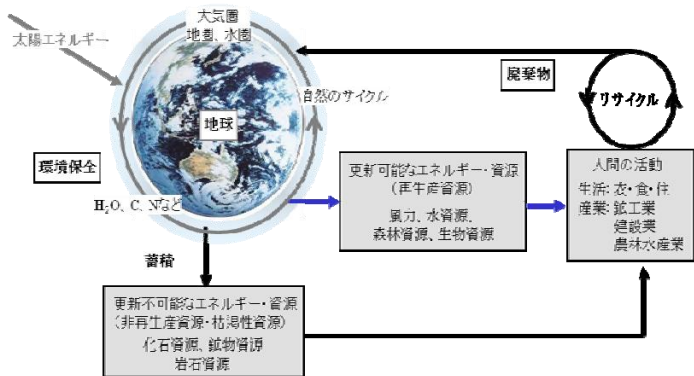 大気圏
地圏、水圏
太陽エネルギー
自然のサイクル
地球
環境保全
H₂O、C、Nなど
蓄積
更新可能なエネルギー・資源
(再生産資源)
風力、水資源、
森林資源、生物資源
廃棄物
リサイクル
人間の活動
生活:衣・食・住
産業:鉱工業
建設業
農林水産業
更新不可能なエネルギー・資源
(非再生産資源・枯渇性資源)
化石資源、鉱物資源
岩石資源